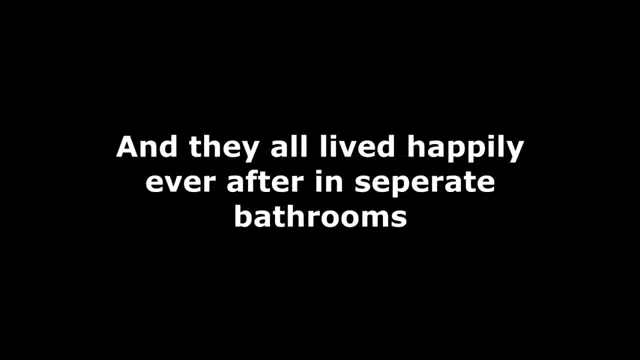 And they all lived happily
ever after in seperate
bathrooms